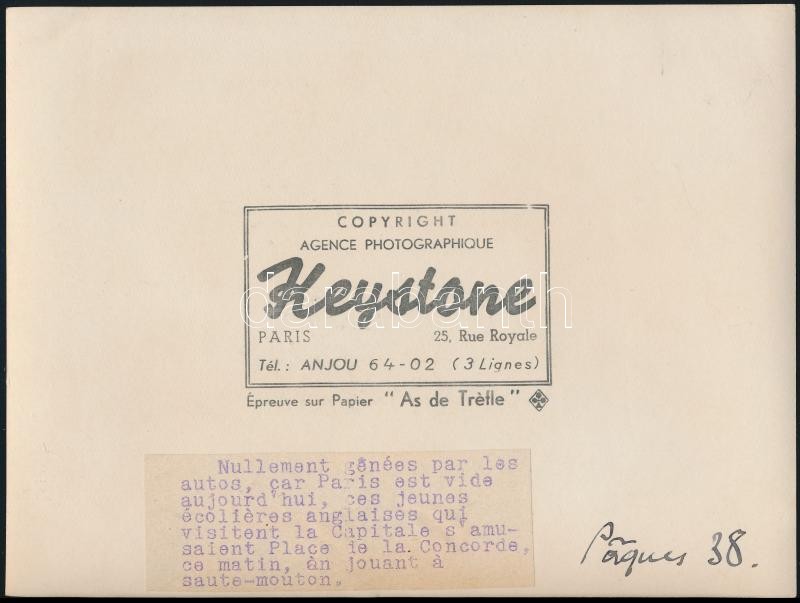 COPYRIGHT
AGENCE PHOTOGRAPHIQUE
Keystone
darabanth
PARIS 25, Rue Royale
Tél.: ANJOU 64-02 (3 Lignes)
Épreuve sur Papier "As de Trèfle"
Nullement gênées par les
autos, car Paris est vide
aujourd'hui, ces jeunes
écolières anglaises qui
visitent la Capitale s'amu-
saient Place de la Concorde,
ce matin, än jouant à
saute-mouton.
Pâques 38.